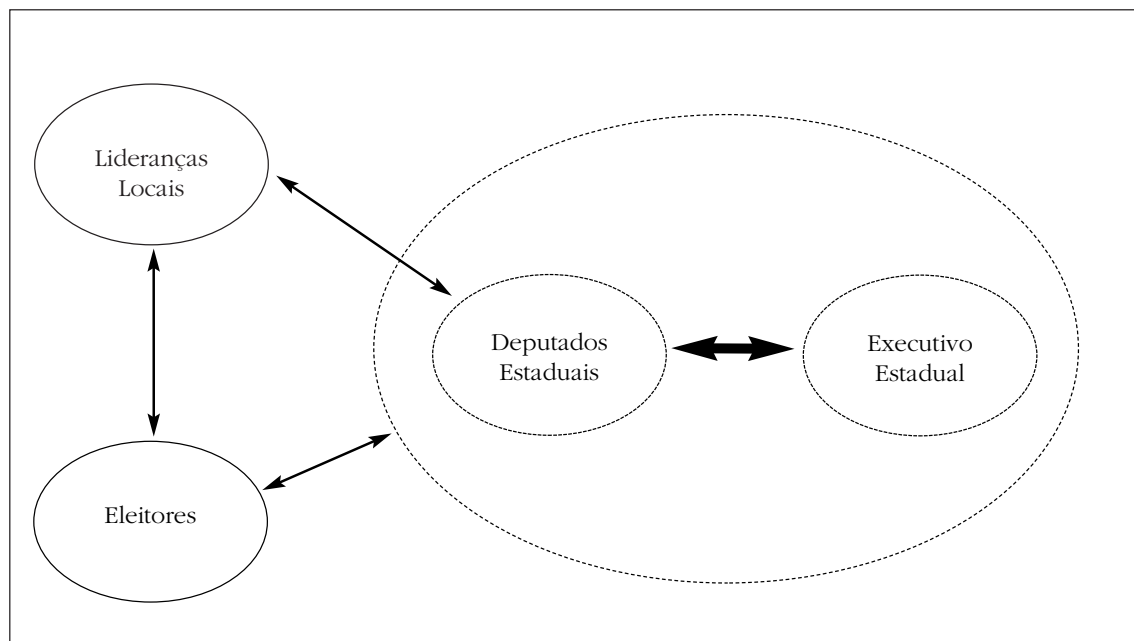 Lideranças
Locais
Deputados
Estaduais
Executivo
Estadual
Eleitores